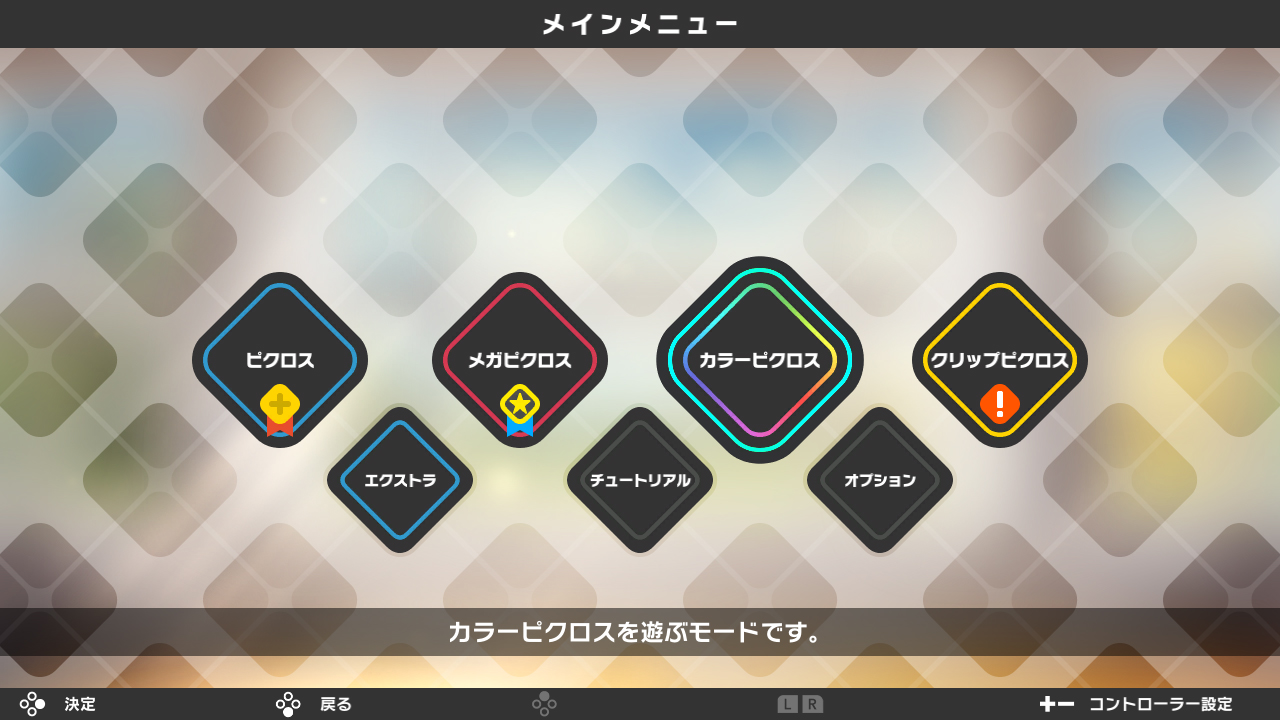 メインメニュー
ピクロス
メガピクロス
カラーピクロス
クリップピクロス
エクストラ
チュートリアル
オプション
カラーピクロスを遊ぶモードです。
決定
戻る
L R
コントローラー設定